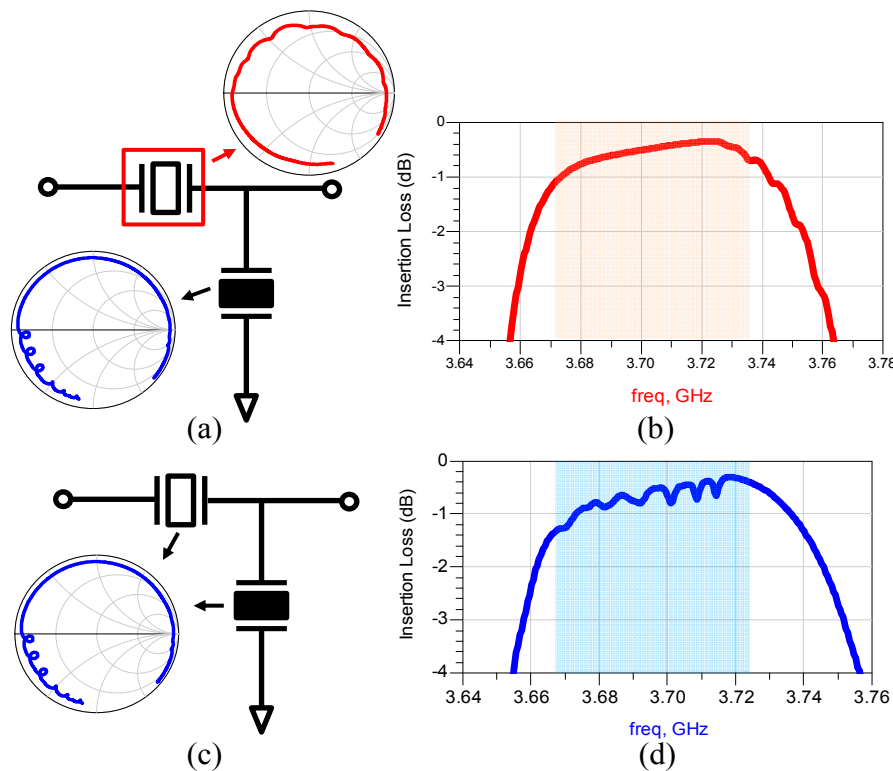 0
-1
-2
-3
-4
Insertion Loss (dB)
3.64 3.66 3.68 3.70 3.72 3.74 3.76 3.78
freq, GHz
(a)
(b)
0
-1
-2
-3
-4
Insertion Loss (dB)
3.64 3.66 3.68 3.70 3.72 3.74 3.76
freq, GHz
(c)
(d)